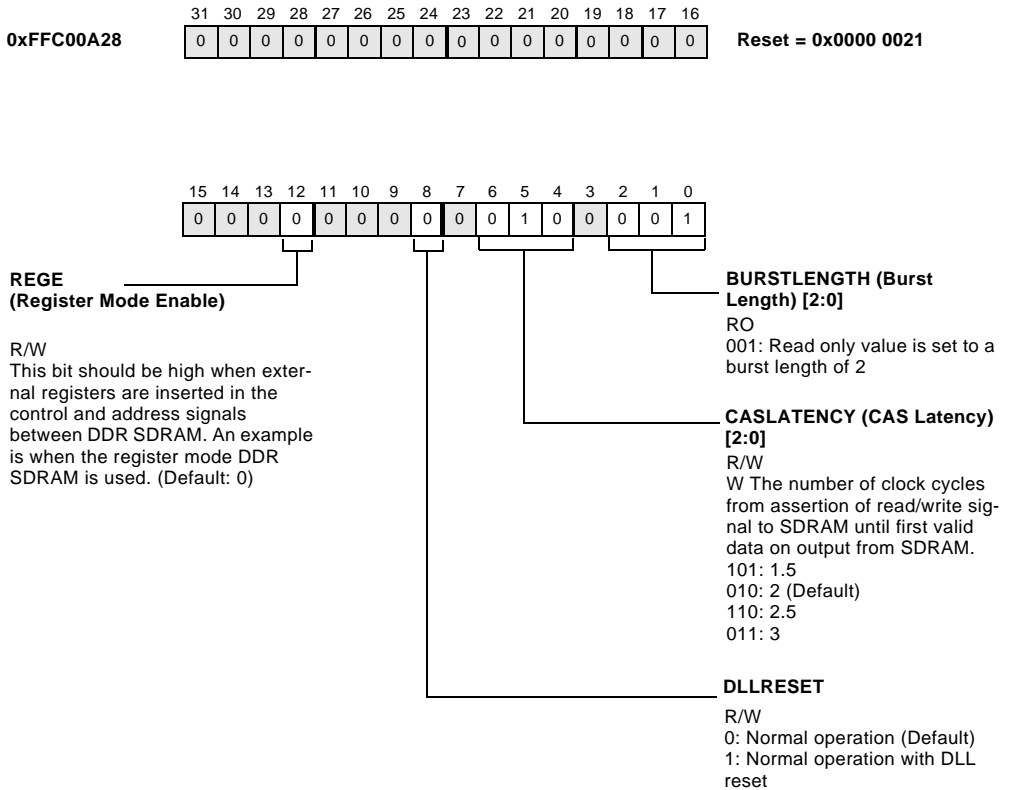 31 30 29 28 27 26 25 24 23 22 21 20 19 18 17 16
0xFFC00A28 0 0 0 0 0 0 0 0 0 0 0 0 0 0 0 0 Reset = 0x0000 0021
15 14 13 12 11 10 9 8 7 6 5 4 3 2 1 0
0 0 0 0 0 0 0 0 0 0 1 0 0 0 0 1
REGE
(Register Mode Enable)
R/W
This bit should be high when exter-
nal registers are inserted in the
control and address signals
between DDR SDRAM. An example
is when the register mode DDR
SDRAM is used. (Default: 0)
BURSTLENGTH (Burst
Length) [2:0]
RO
001: Read only value is set to a
burst length of 2
CASLATENCY (CAS Latency)
[2:0]
R/W
W The number of clock cycles
from assertion of read/write sig-
nal to SDRAM until first valid
data on output from SDRAM.
101: 1.5
010: 2 (Default)
110: 2.5
011: 3
DLLRESET
R/W
0: Normal operation (Default)
1: Normal operation with DLL
reset